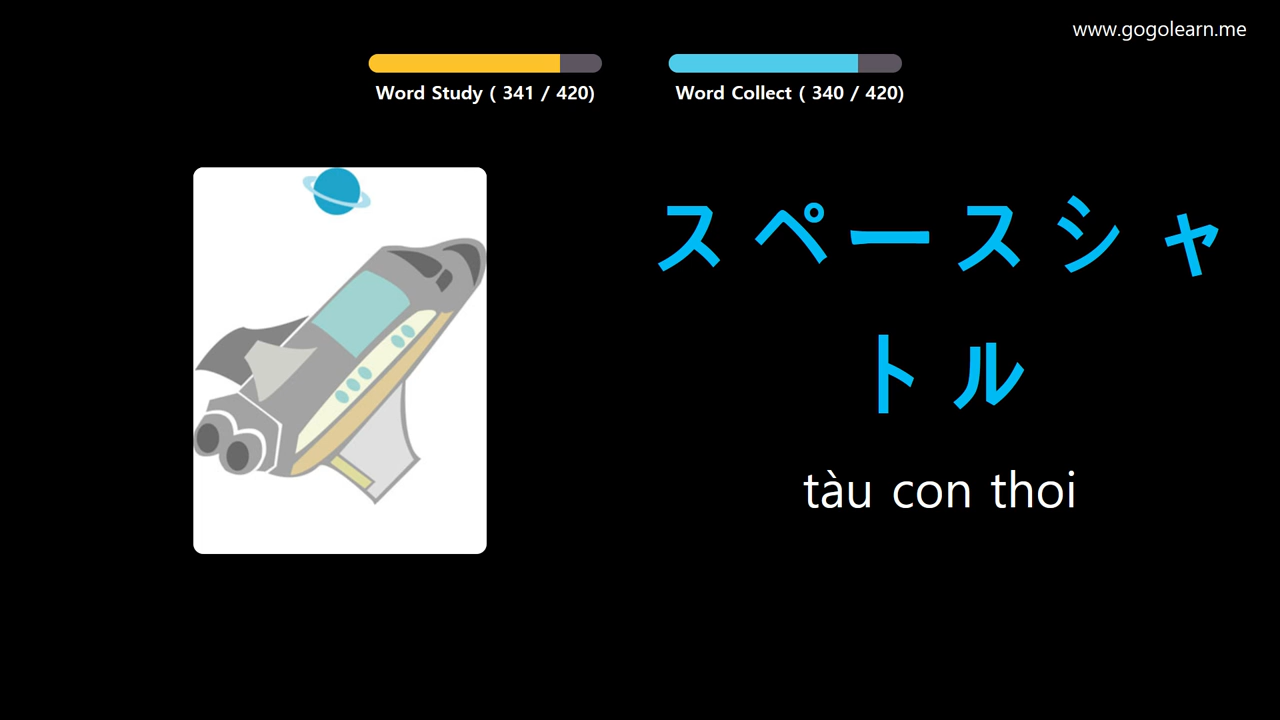 www.gogolearn.me
Word Study ( 341 / 420)
Word Collect ( 340 / 420)
スペースシャ
トル
tàu con thoi